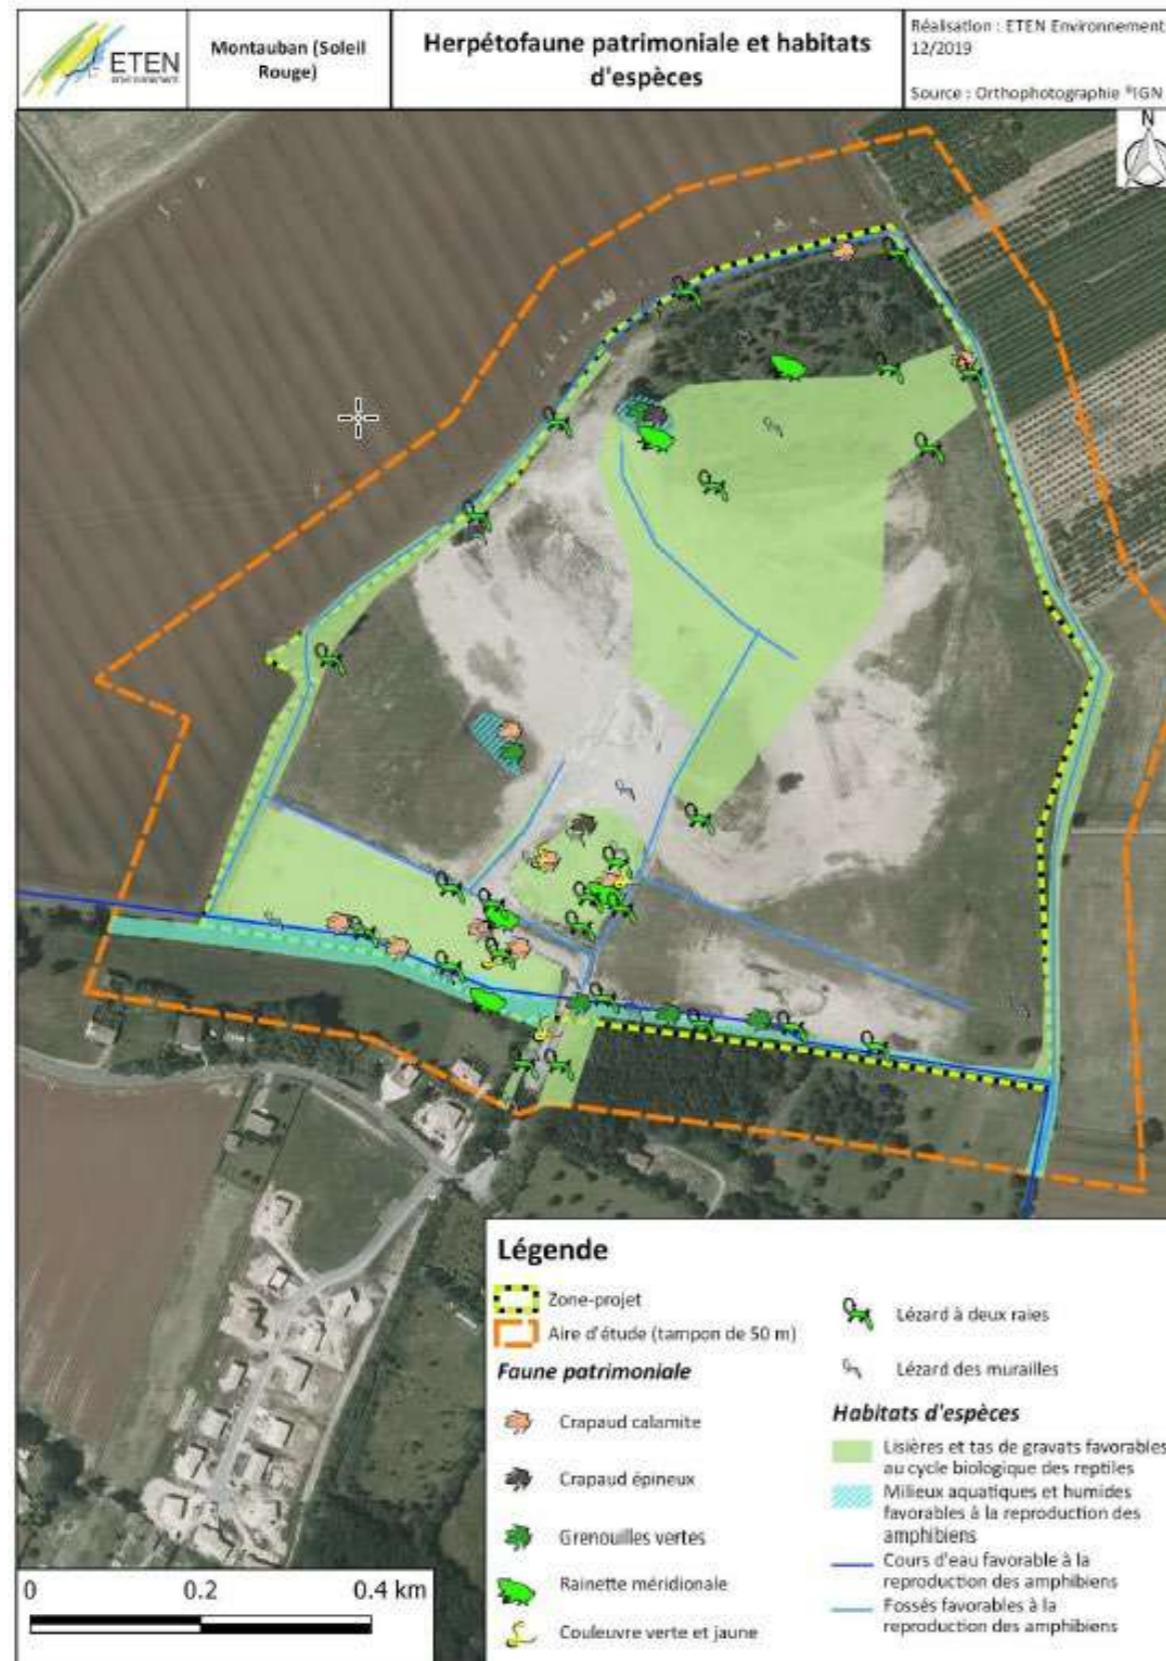 ETEN
environnement
Montauban (Soleil
Rouge)
Herpétofaune patrimoniale et habitats
d'espèces
Réalisation : ETEN Environnement
12/2019
Source : Orthophotographie ®IGN
N
Légende
Zone-projet
Aire d'étude (tampon de 50 m)
Faune patrimoniale
Crapaud calamite
Crapaud épineux
Grenouilles vertes
Rainette méridionale
Couleuvre verte et jaune
Lézard à deux raies
Lézard des murailles
Habitats d'espèces
Lisières et tas de gravats favorables
au cycle biologique des reptiles
Milieux aquatiques et humides
favorables à la reproduction des
amphibiens
Cours d'eau favorable à la
reproduction des amphibiens
Fossés favorables à la
reproduction des amphibiens
0 0.2 0.4 km